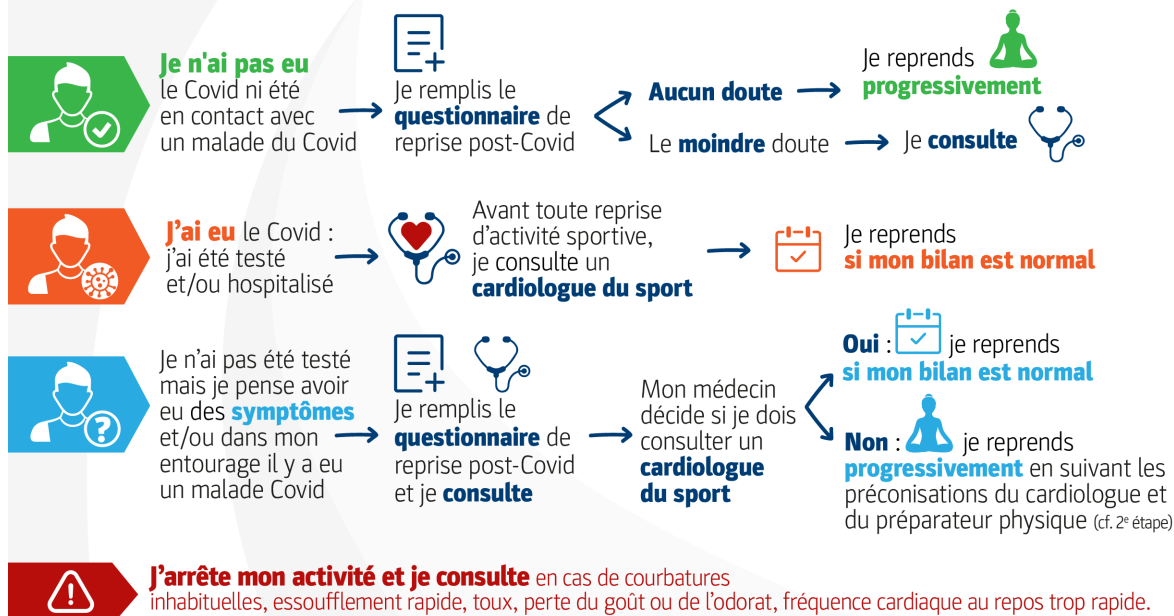 Je n'ai pas eu
le Covid ni été
en contact avec
un malade du Covid
Je remplis le
questionnaire de
reprise post-Covid
Aucun doute
Je reprends
progressivement
Le moindre doute
Je consulte
J'ai eu le Covid :
j'ai été testé
et/ou hospitalisé
Avant toute reprise
d'activité sportive,
je consulte un
cardiologue du sport
Je reprends
si mon bilan est normal
Je n'ai pas été testé
mais je pense avoir
eu des symptômes
et/ou dans mon
entourage il y a eu
un malade Covid
Je remplis le
questionnaire de
reprise post-Covid
et je consulte
Mon médecin
décide si je dois
consulter un
cardiologue
du sport
Oui : je reprends
si mon bilan est normal
Non : je reprends
progressivement en suivant les
préconisations du cardiologue et
du préparateur physique (cf. 2e étape)
J'arrête mon activité et je consulte en cas de courbatures
inhabituelles, essoufflement rapide, toux, perte du goût ou de l'odorat, fréquence cardiaque au repos trop rapide.